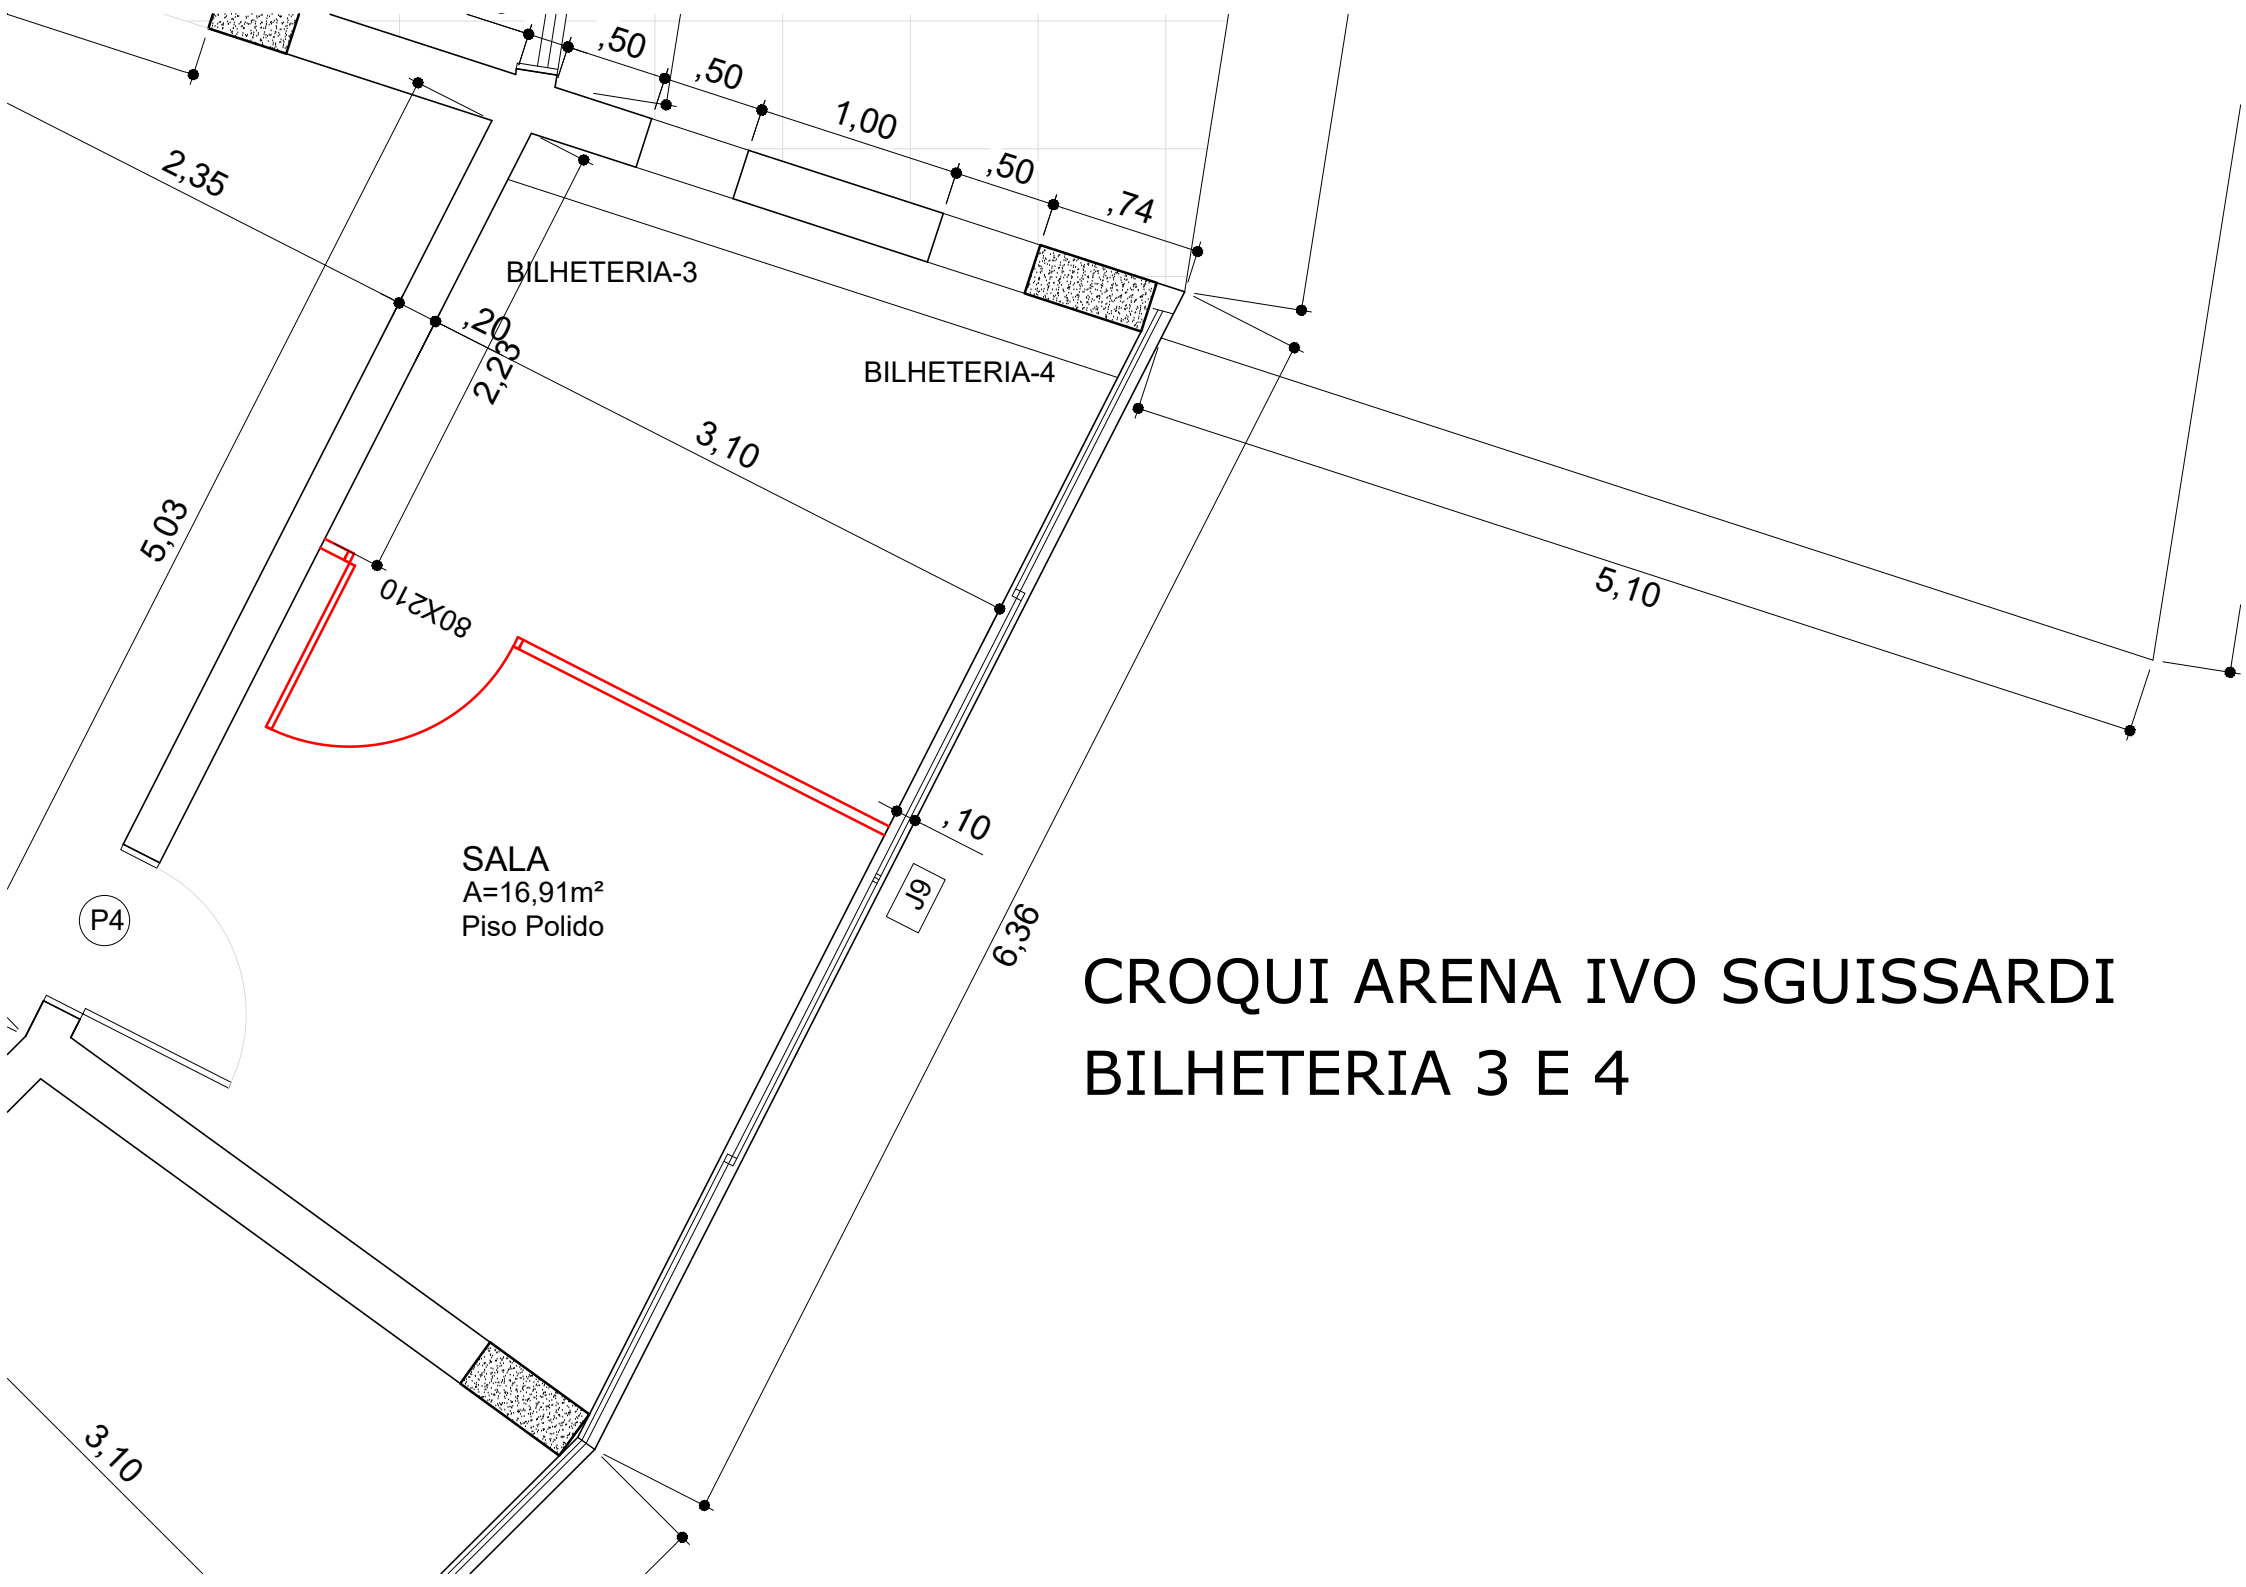 ,50
,50
1,00
,50
,74
2,35
BILHETERIA-3
,20
2,23
BILHETERIA-4
3,10
5,03
80X210
5,10
,10
SALA
A=16,91m²
Piso Polido
J9
P4
6,36
CROQUI ARENA IVO SGUISSARDI
BILHETERIA 3 E 4
3,10